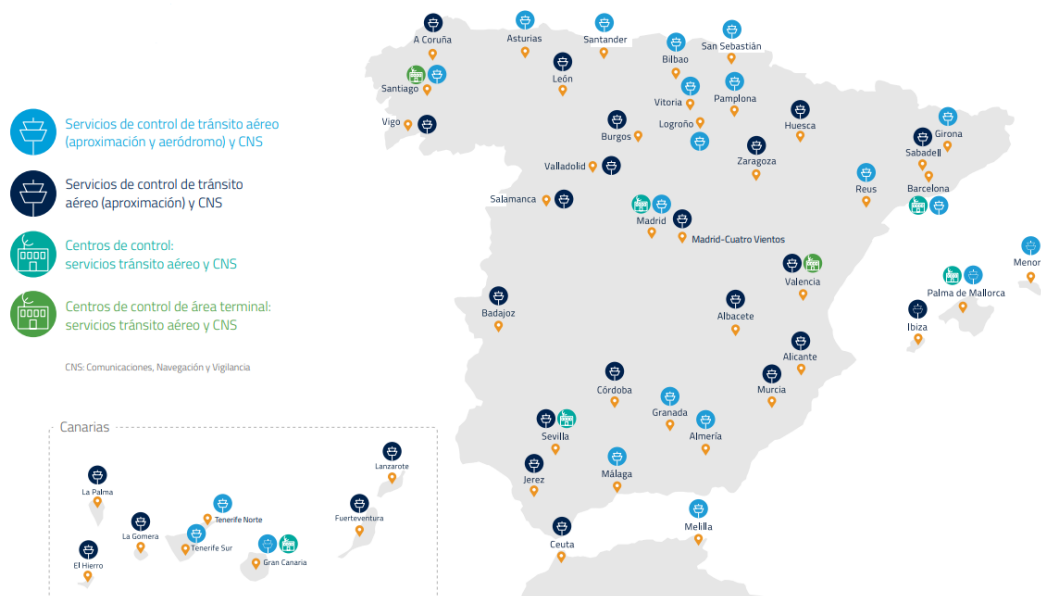 Servicios de control de tránsito aéreo
(aproximación y aeródromo) y CNS
Servicios de control de tránsito
aéreo (aproximación) y CNS
Centros de control:
servicios tránsito aéreo y CNS
Centros de control de área terminal:
servicios tránsito aéreo y CNS
CNS: Comunicaciones, Navegación y Vigilancia
A Coruña
Asturias
Santander
San Sebastián
Bilbao
León
Santiago
Vitoria
Pamplona
Vigo
Burgos
Logroño
Huesca
Girona
Sabadell
Zaragoza
Valladolid
Reus
Barcelona
Salamanca
Madrid
Madrid-Cuatro Vientos
Menor
Valencia
Palma de Mallorca
Badajoz
Albacete
Ibiza
Alicante
Córdoba
Murcia
Granada
Almería
Sevilla
Jerez
Málaga
Melilla
Ceuta
Canarias
Lanzarote
La Palma
Tenerife Norte
Fuerteventura
La Gomera
Tenerife Sur
El Hierro
Gran Canaria